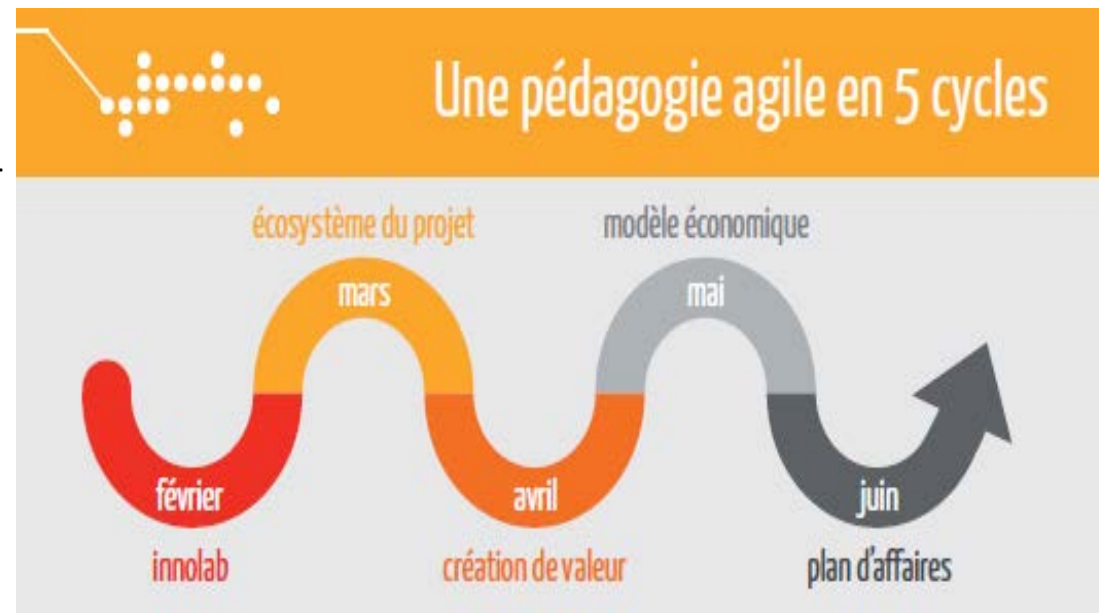 Une pédagogie agile en 5 cycles
écosystème du projet
modèle économique
mars
mai
février
avril
juin
innolab
création de valeur
plan d'affaires